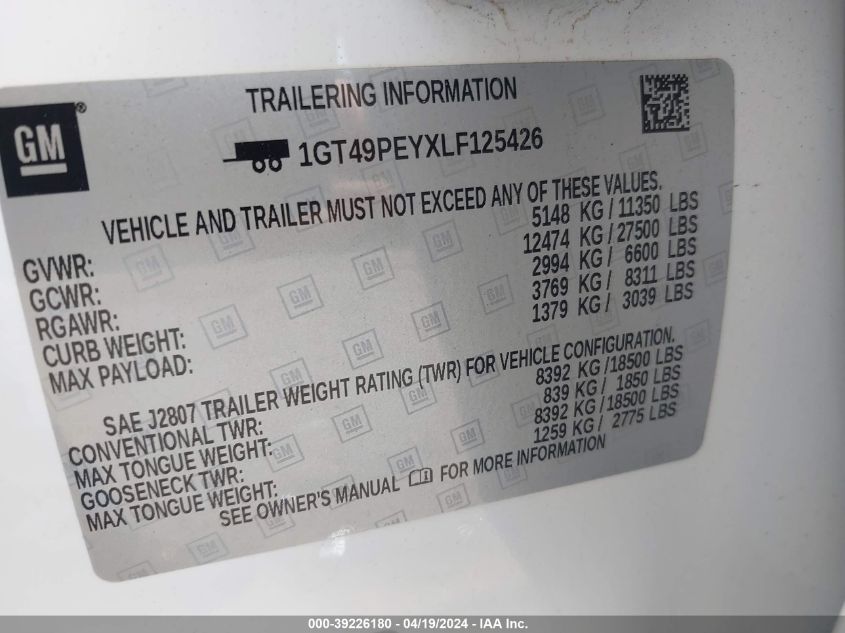 GM®
TRAILERING INFORMATION
1GT49PEYXLF125426
VEHICLE AND TRAILER MUST NOT EXCEED ANY OF THESE VALUES.
GVWR: 5148 KG/11350 LBS
GCWR: 12474 KG/27500 LBS
RGAWR: 2994 KG/ 6600 LBS
CURB WEIGHT: 3769 KG/ 8311 LBS
MAX PAYLOAD: 1379 KG/ 3039 LBS
SAE J2807 TRAILER WEIGHT RATING (TWR) FOR VEHICLE CONFIGURATION.
CONVENTIONAL TWR: 8392 KG/18500 LBS
MAX TONGUE WEIGHT: 839 KG/ 1850 LBS
GOOSENECK TWR: 8392 KG/18500 LBS
MAX TONGUE WEIGHT: 1259 KG/ 2775 LBS
SEE OWNER'S MANUAL FOR MORE INFORMATION
000-39226180 - 04/19/2024 - IAA Inc.